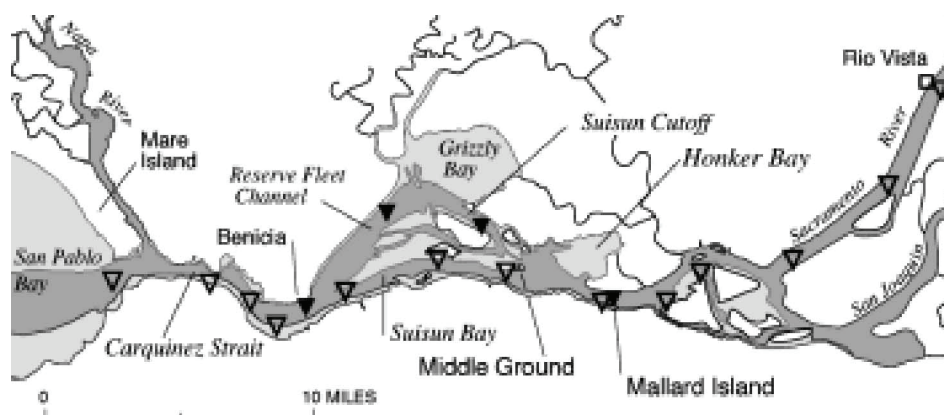 Napa
River
Mare
Island
San Pablo
Bay
Carquinez Strait
Benicia
Reserve Fleet
Channel
Grizzly
Bay
Suisun Cutoff
Honker Bay
Suisun Bay
Middle Ground
Mallard Island
Rio Vista
Sacramento
River
San Joaquin
0
10 MILES